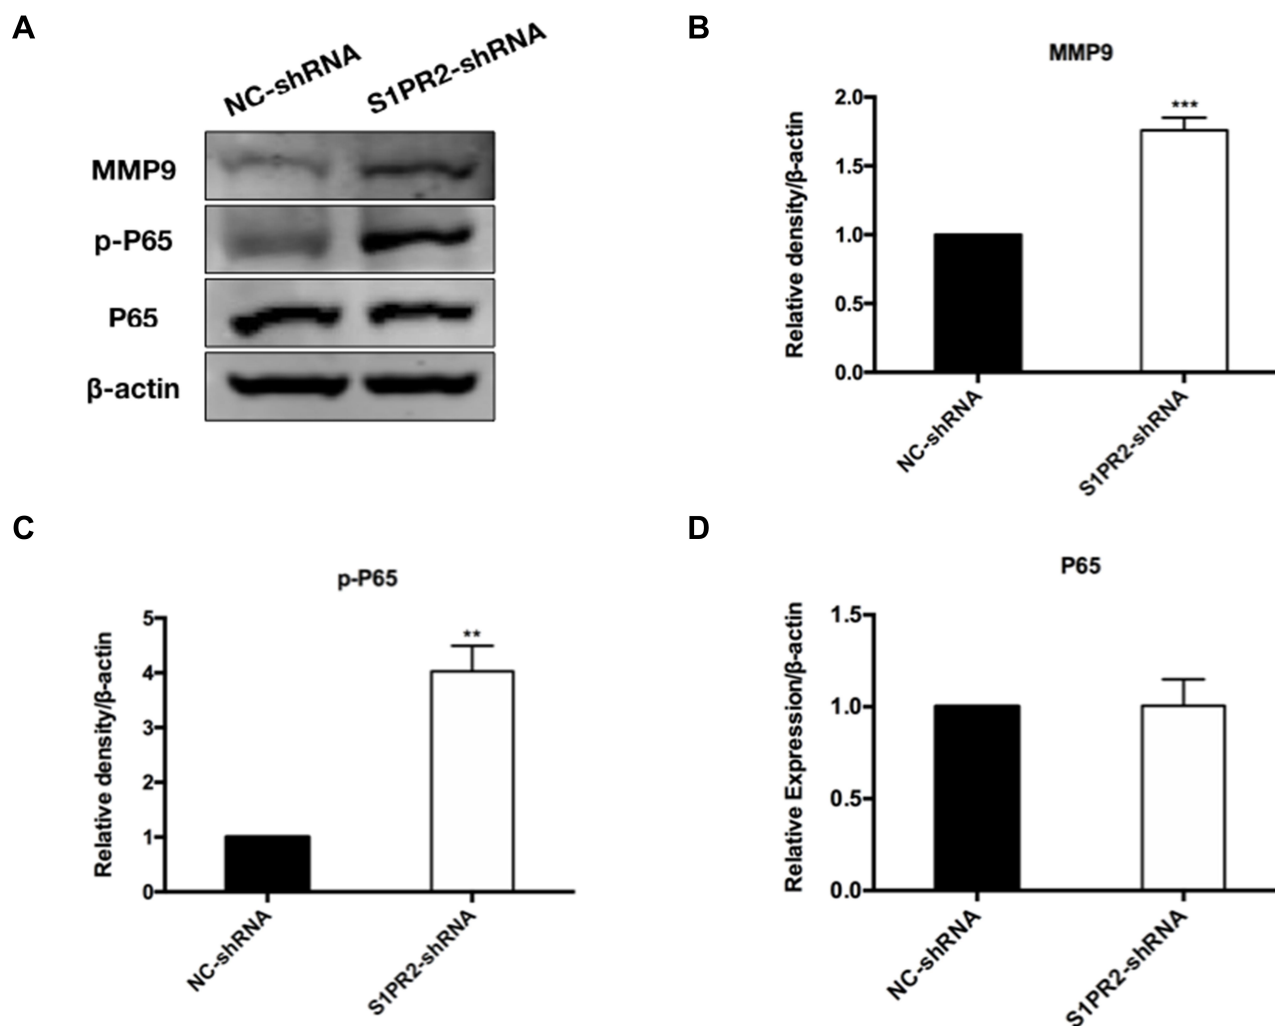 A
NC-shRNA
S1PR2-shRNA
MMP9
p-P65
P65
β-actin
B
MMP9
Relative density/β-actin
2.0
1.5
1.0
0.5
0.0
***
NC-shRNA
S1PR2-shRNA
C
p-P65
Relative density/β-actin
5
4
3
2
1
0
**
NC-shRNA
S1PR2-shRNA
D
P65
Relative Expression/β-actin
1.5
1.0
0.5
0.0
NC-shRNA
S1PR2-shRNA